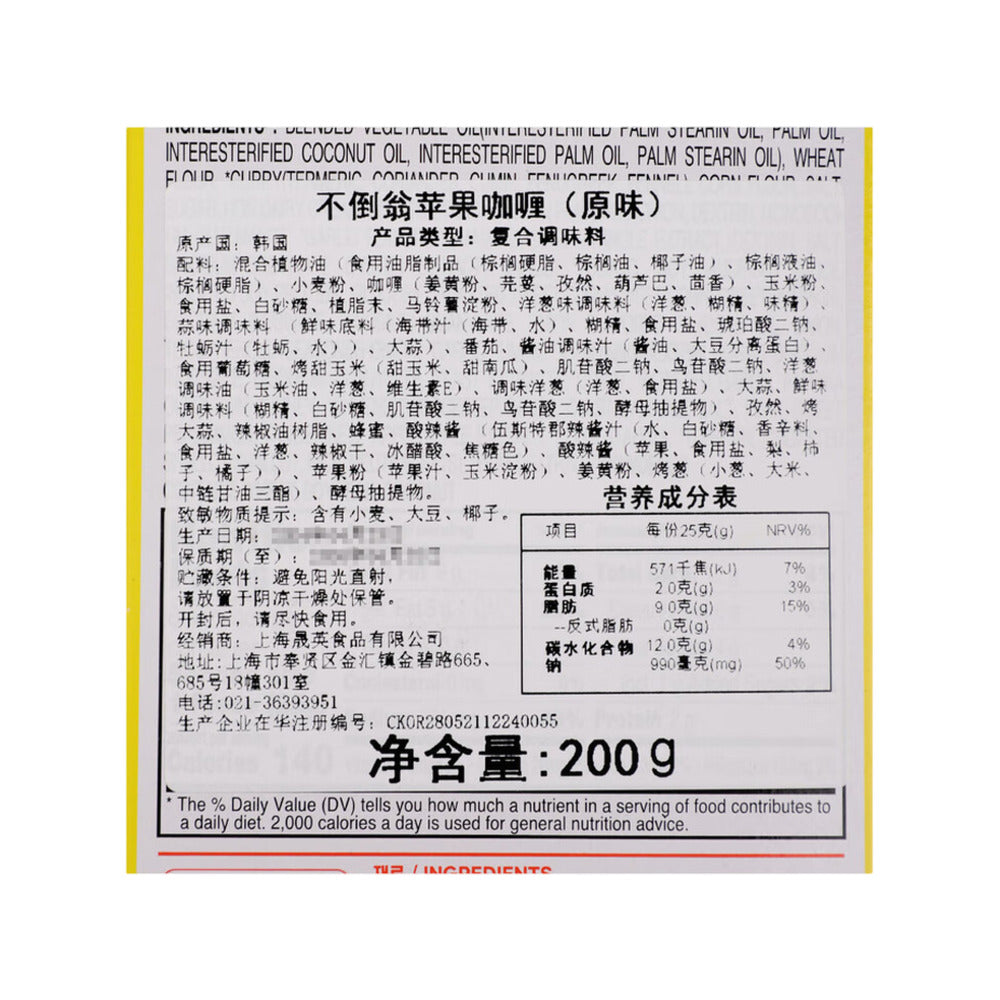 INGREDIENTS : BLENDED VEGETABLE OIL(INTERESTERIFIED PALM STEARIN OIL, PALM OIL,
INTERESTERIFIED COCONUT OIL, INTERESTERIFIED PALM OIL, PALM STEARIN OIL), WHEAT
FLOUR, *CURRY(TURMERIC, CORIANDER, CUMIN, FENUGREEK, FENNEL), CORN FLOUR, SALT,
不倒翁苹果咖喱（原味）
产品类型：复合调味料
原产国：韩国
配料：混合植物油（食用油脂制品（棕榈硬脂、棕榈油、椰子油）、棕榈液油、
棕榈硬脂）、小麦粉、咖喱（姜黄粉、芫荽、孜然、葫芦巴、茴香）、玉米粉、
食用盐、白砂糖、植脂末、马铃薯淀粉、洋葱味调味料（洋葱、糊精、味精）、
蒜味调味料（鲜味底料（海带汁（海带、水）、糊精、食用盐、琥珀酸二钠、
牡蛎汁（牡蛎、水））、大蒜）、番茄、酱油调味汁（酱油、大豆分离蛋白）、
食用葡萄糖、烤甜玉米（甜玉米、甜南瓜）、肌苷酸二钠、鸟苷酸二钠、洋葱
调味油（玉米油、洋葱、维生素E）、调味洋葱（洋葱、食用盐）、大蒜、鲜味
调味料（糊精、白砂糖、肌苷酸二钠、鸟苷酸二钠、酵母抽提物）、孜然、烤
大蒜、辣椒油树脂、蜂蜜、酸辣酱（伍斯特郡辣酱汁（水、白砂糖、香辛料、
食用盐、洋葱、辣椒干、冰醋酸、焦糖色）、酸辣酱（苹果、食用盐、梨、柿
子、橘子））、苹果粉（苹果汁、玉米淀粉）、姜黄粉、烤葱（小葱、大米、
中链甘油三酯）、酵母抽提物。
致敏物质提示：含有小麦、大豆、椰子。
生产日期：
保质期（至）：
贮藏条件：避免阳光直射，
请放置于阴凉干燥处保管。
开封后，请尽快食用。
经销商：上海晟英食品有限公司
地址:上海市奉贤区金汇镇金碧路665、
685号18幢301室
电话:021-36393951
生产企业在华注册编号：CKOR28052112240055
营养成分表
项目 每份25克(g) NRV%
能量 571千焦(kJ) 7%
蛋白质 2.0克(g) 3%
脂肪 9.0克(g) 15%
--反式脂肪 0克(g)
碳水化合物 12.0克(g) 4%
钠 990毫克(mg) 50%
净含量:200g
Calories 140
* The % Daily Value (DV) tells you how much a nutrient in a serving of food contributes to
a daily diet. 2,000 calories a day is used for general nutrition advice.
재료 / INGREDIENTS